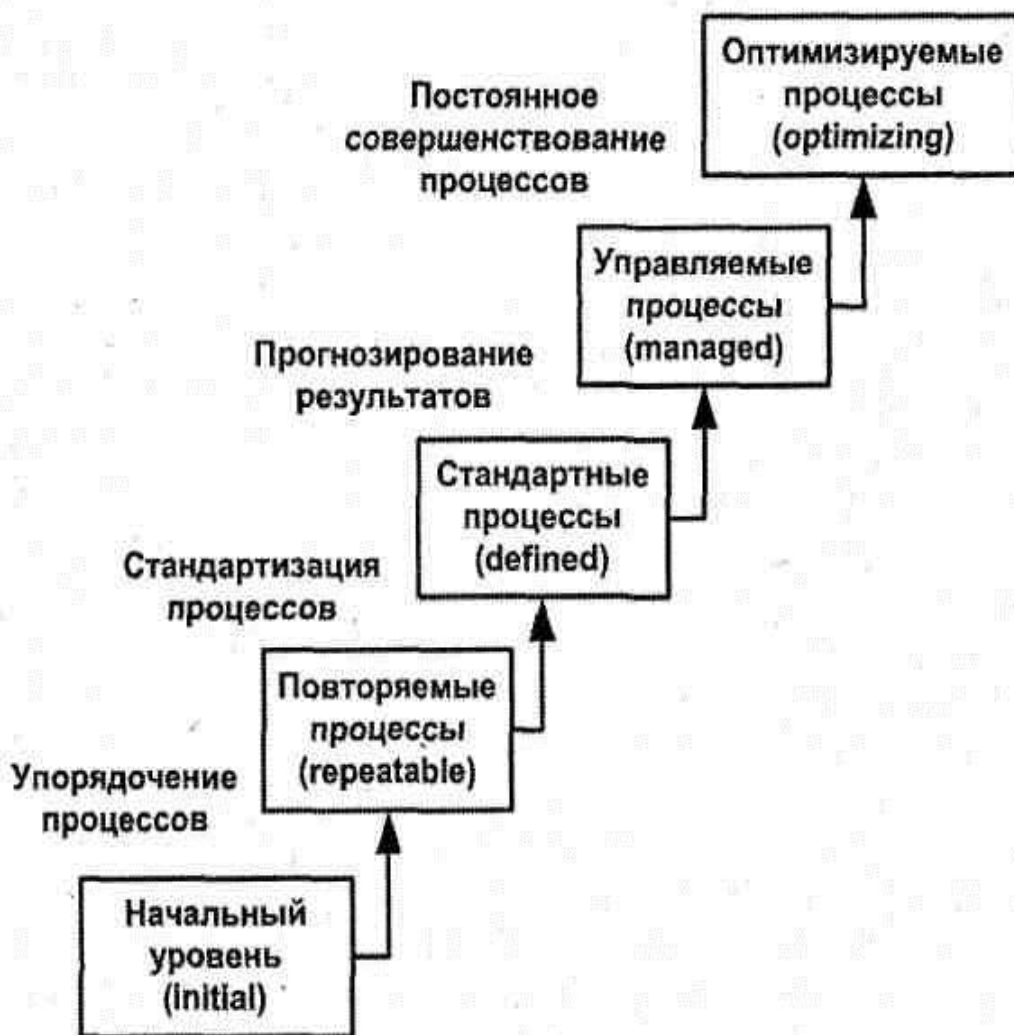 Оптимизируемые
процессы
(optimizing)
Постоянное
совершенствование
процессов
Управляемые
процессы
(managed)
Прогнозирование
результатов
Стандартные
процессы
(defined)
Стандартизация
процессов
Повторяемые
процессы
(repeatable)
Упорядочение
процессов
Начальный
уровень
(initial)